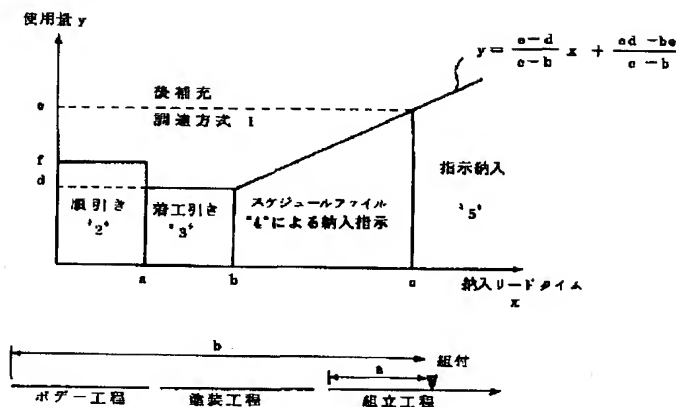 使用量 y
y = e-d/c-b x + cd-be/c-b
後補充
e
調達方式 1
f
指示納入
d
順引き
着工引き
スケジュールファイル
"2"
"3"
"4"による納入指示
"5"
a
b
c
納入リードタイム
x
b
組付
a
ボデー工程
塗装工程
組立工程